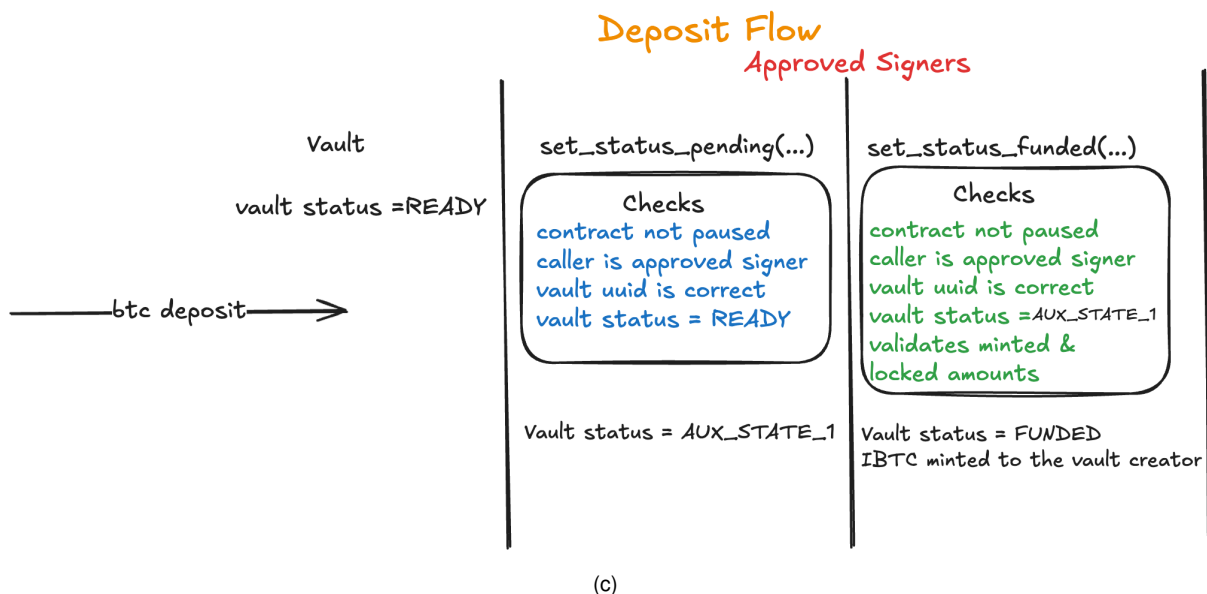 Deposit Flow
Approved Signers
Vault
vault status =READY
btc deposit
set_status_pending(...)
Checks
contract not paused
caller is approved signer
vault uuid is correct
vault status = READY
Vault status = AUX_STATE_1
set_status_funded(...)
Checks
contract not paused
caller is approved signer
vault uuid is correct
vault status =AUX_STATE_1
validates minted &
locked amounts
Vault status = FUNDED
IBTC minted to the vault creator
(c)